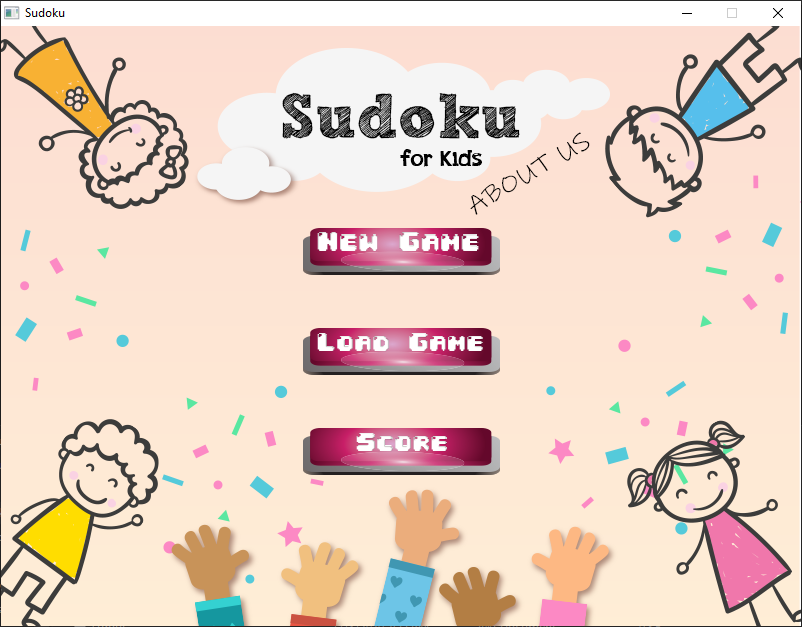 Sudoku
Sudoku
for Kids
ABOUT US
New Game
Load Game
Score